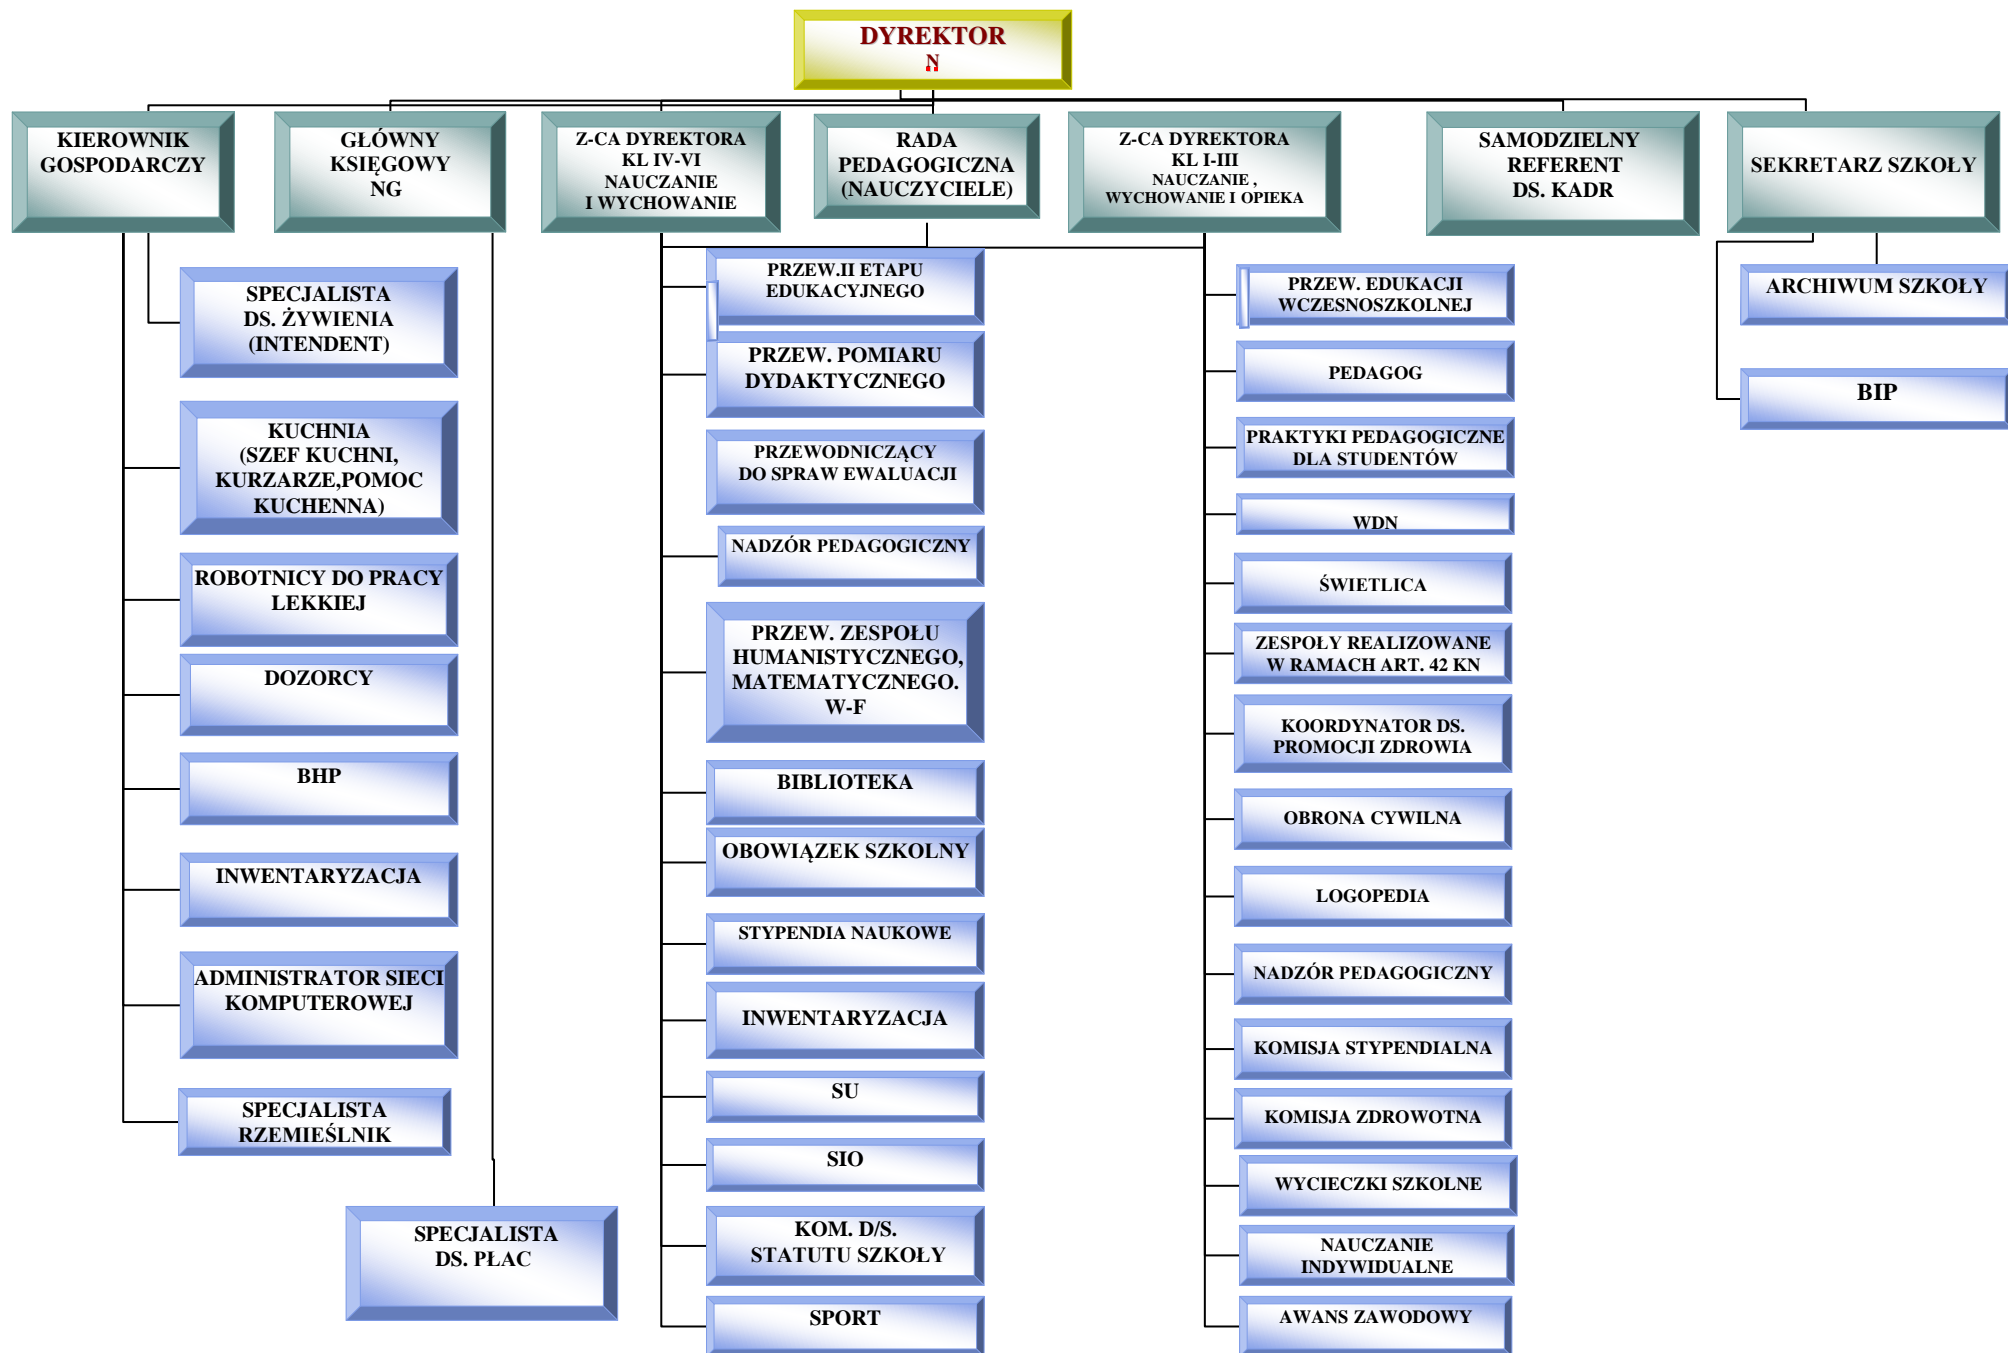 DYREKTOR
N
KIEROWNIK
GOSPODARCZY
GŁÓWNY
KSIĘGOWY
NG
Z-CA DYREKTORA
KL IV-VI
NAUCZANIE
I WYCHOWANIE
RADA
PEDAGOGICZNA
(NAUCZYCIELE)
Z-CA DYREKTORA
KL I-III
NAUCZANIE ,
WYCHOWANIE I OPIEKA
SAMODZIELNY
REFERENT
DS. KADR
SEKRETARZ SZKOŁY
SPECJALISTA
DS. ŻYWIENIA
(INTENDENT)
KUCHNIA
(SZEF KUCHNI,
KURZARZE,POMOC
KUCHENNA)
ROBOTNICY DO PRACY
LEKKIEJ
DOZORCY
BHP
INWENTARYZACJA
ADMINISTRATOR SIECI
KOMPUTEROWEJ
SPECJALISTA
RZEMIEŚLNIK
SPECJALISTA
DS. PŁAC
PRZEW.II ETAPU
EDUKACYJNEGO
PRZEW. POMIARU
DYDAKTYCZNEGO
PRZEWODNICZĄCY
DO SPRAW EWALUACJI
NADZÓR PEDAGOGICZNY
PRZEW. ZESPOŁU
HUMANISTYCZNEGO,
MATEMATYCZNEGO.
W-F
BIBLIOTEKA
OBOWIĄZEK SZKOLNY
STYPENDIA NAUKOWE
INWENTARYZACJA
SU
SIO
KOM. D/S.
STATUTU SZKOŁY
SPORT
PRZEW. EDUKACJI
WCZESNOSZKOLNEJ
PEDAGOG
PRAKTYKI PEDAGOGICZNE
DLA STUDENTÓW
WDN
ŚWIETLICA
ZESPOŁY REALIZOWANE
W RAMACH ART. 42 KN
KOORDYNATOR DS.
PROMOCJI ZDROWIA
OBRONA CYWILNA
LOGOPEDIA
NADZÓR PEDAGOGICZNY
KOMISJA STYPENDIALNA
KOMISJA ZDROWOTNA
WYCIECZKI SZKOLNE
NAUCZANIE
INDYWIDUALNE
AWANS ZAWODOWY
ARCHIWUM SZKOŁY
BIP